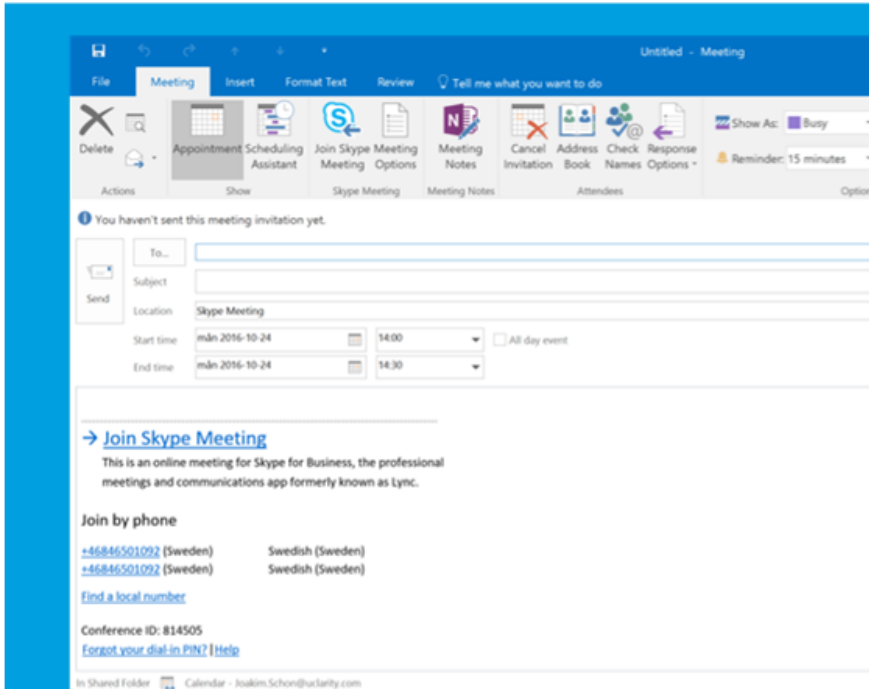 Untitled - Meeting
File Meeting Insert Format Text Review Tell me what you want to do
Delete Appointment Scheduling Assistant Join Skype Meeting Meeting Options Meeting Notes Cancel Invitation Address Book Check Names Response Options Show As: Busy
Reminder: 15 minutes
Actions Show Skype Meeting Meeting Notes Attendees Optio
You haven't sent this meeting invitation yet.
To...
Send
Subject
Location Skype Meeting
Start time mån 2016-10-24 14:00 All day event
End time mån 2016-10-24 14:30
Join Skype Meeting
This is an online meeting for Skype for Business, the professional
meetings and communications app formerly known as Lync.
Join by phone
+46846501092 (Sweden) Swedish (Sweden)
+46846501092 (Sweden) Swedish (Sweden)
Find a local number
Conference ID: 814505
Forgot your dial-in PIN? | Help
In Shared Folder Calendar - Joakim.Schon@uclarity.com